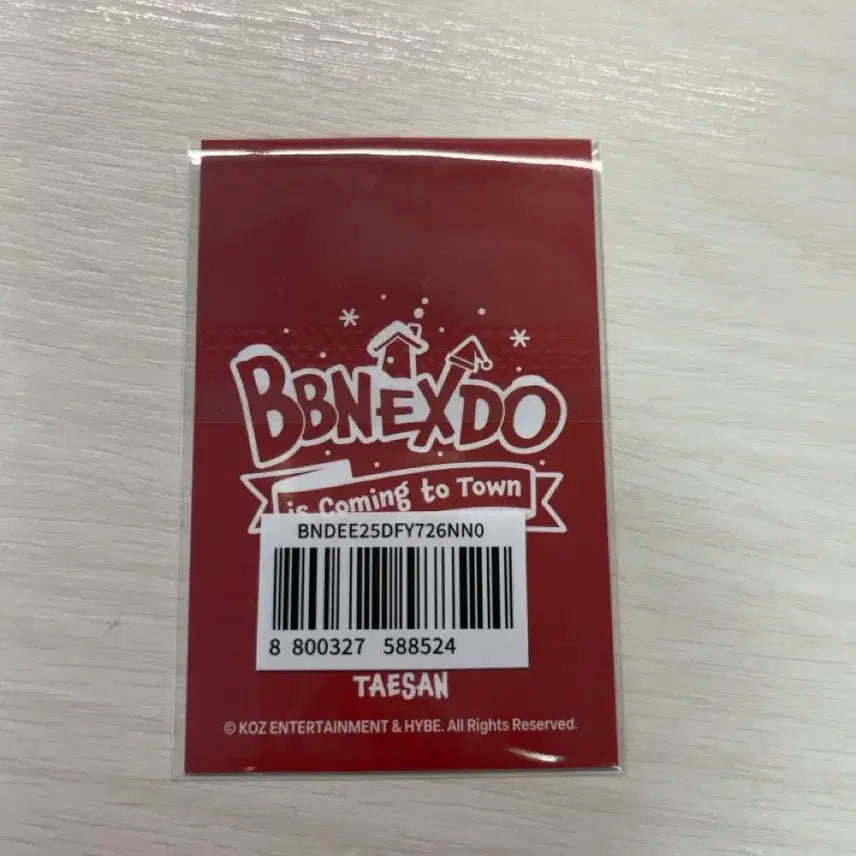 BBNEXDO
is Coming to Town
BNDEE25DFY726NN0
8 800327 588524
TAESAN
© KOZ ENTERTAINMENT & HYBE. All Rights Reserved.